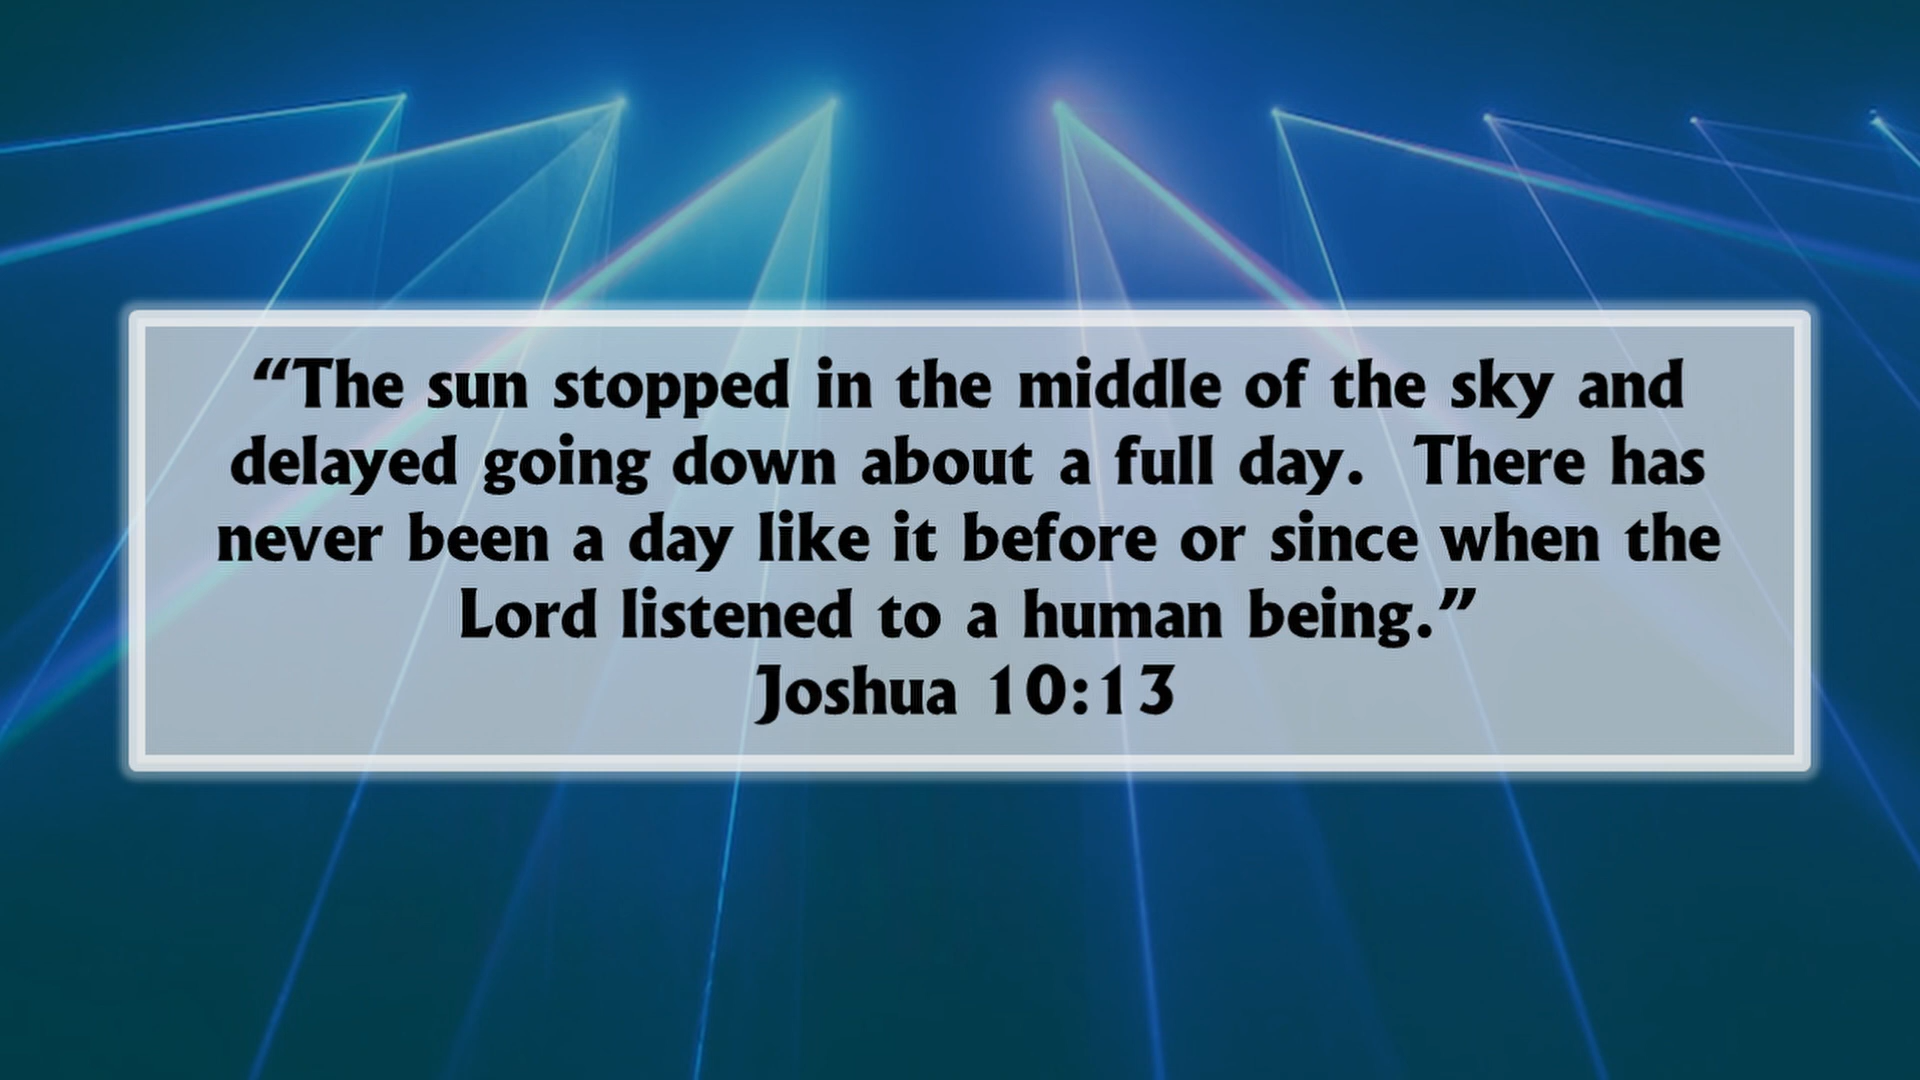 “The sun stopped in the middle of the sky and
delayed going down about a full day.  There has
never been a day like it before or since when the
Lord listened to a human being.”
Joshua 10:13